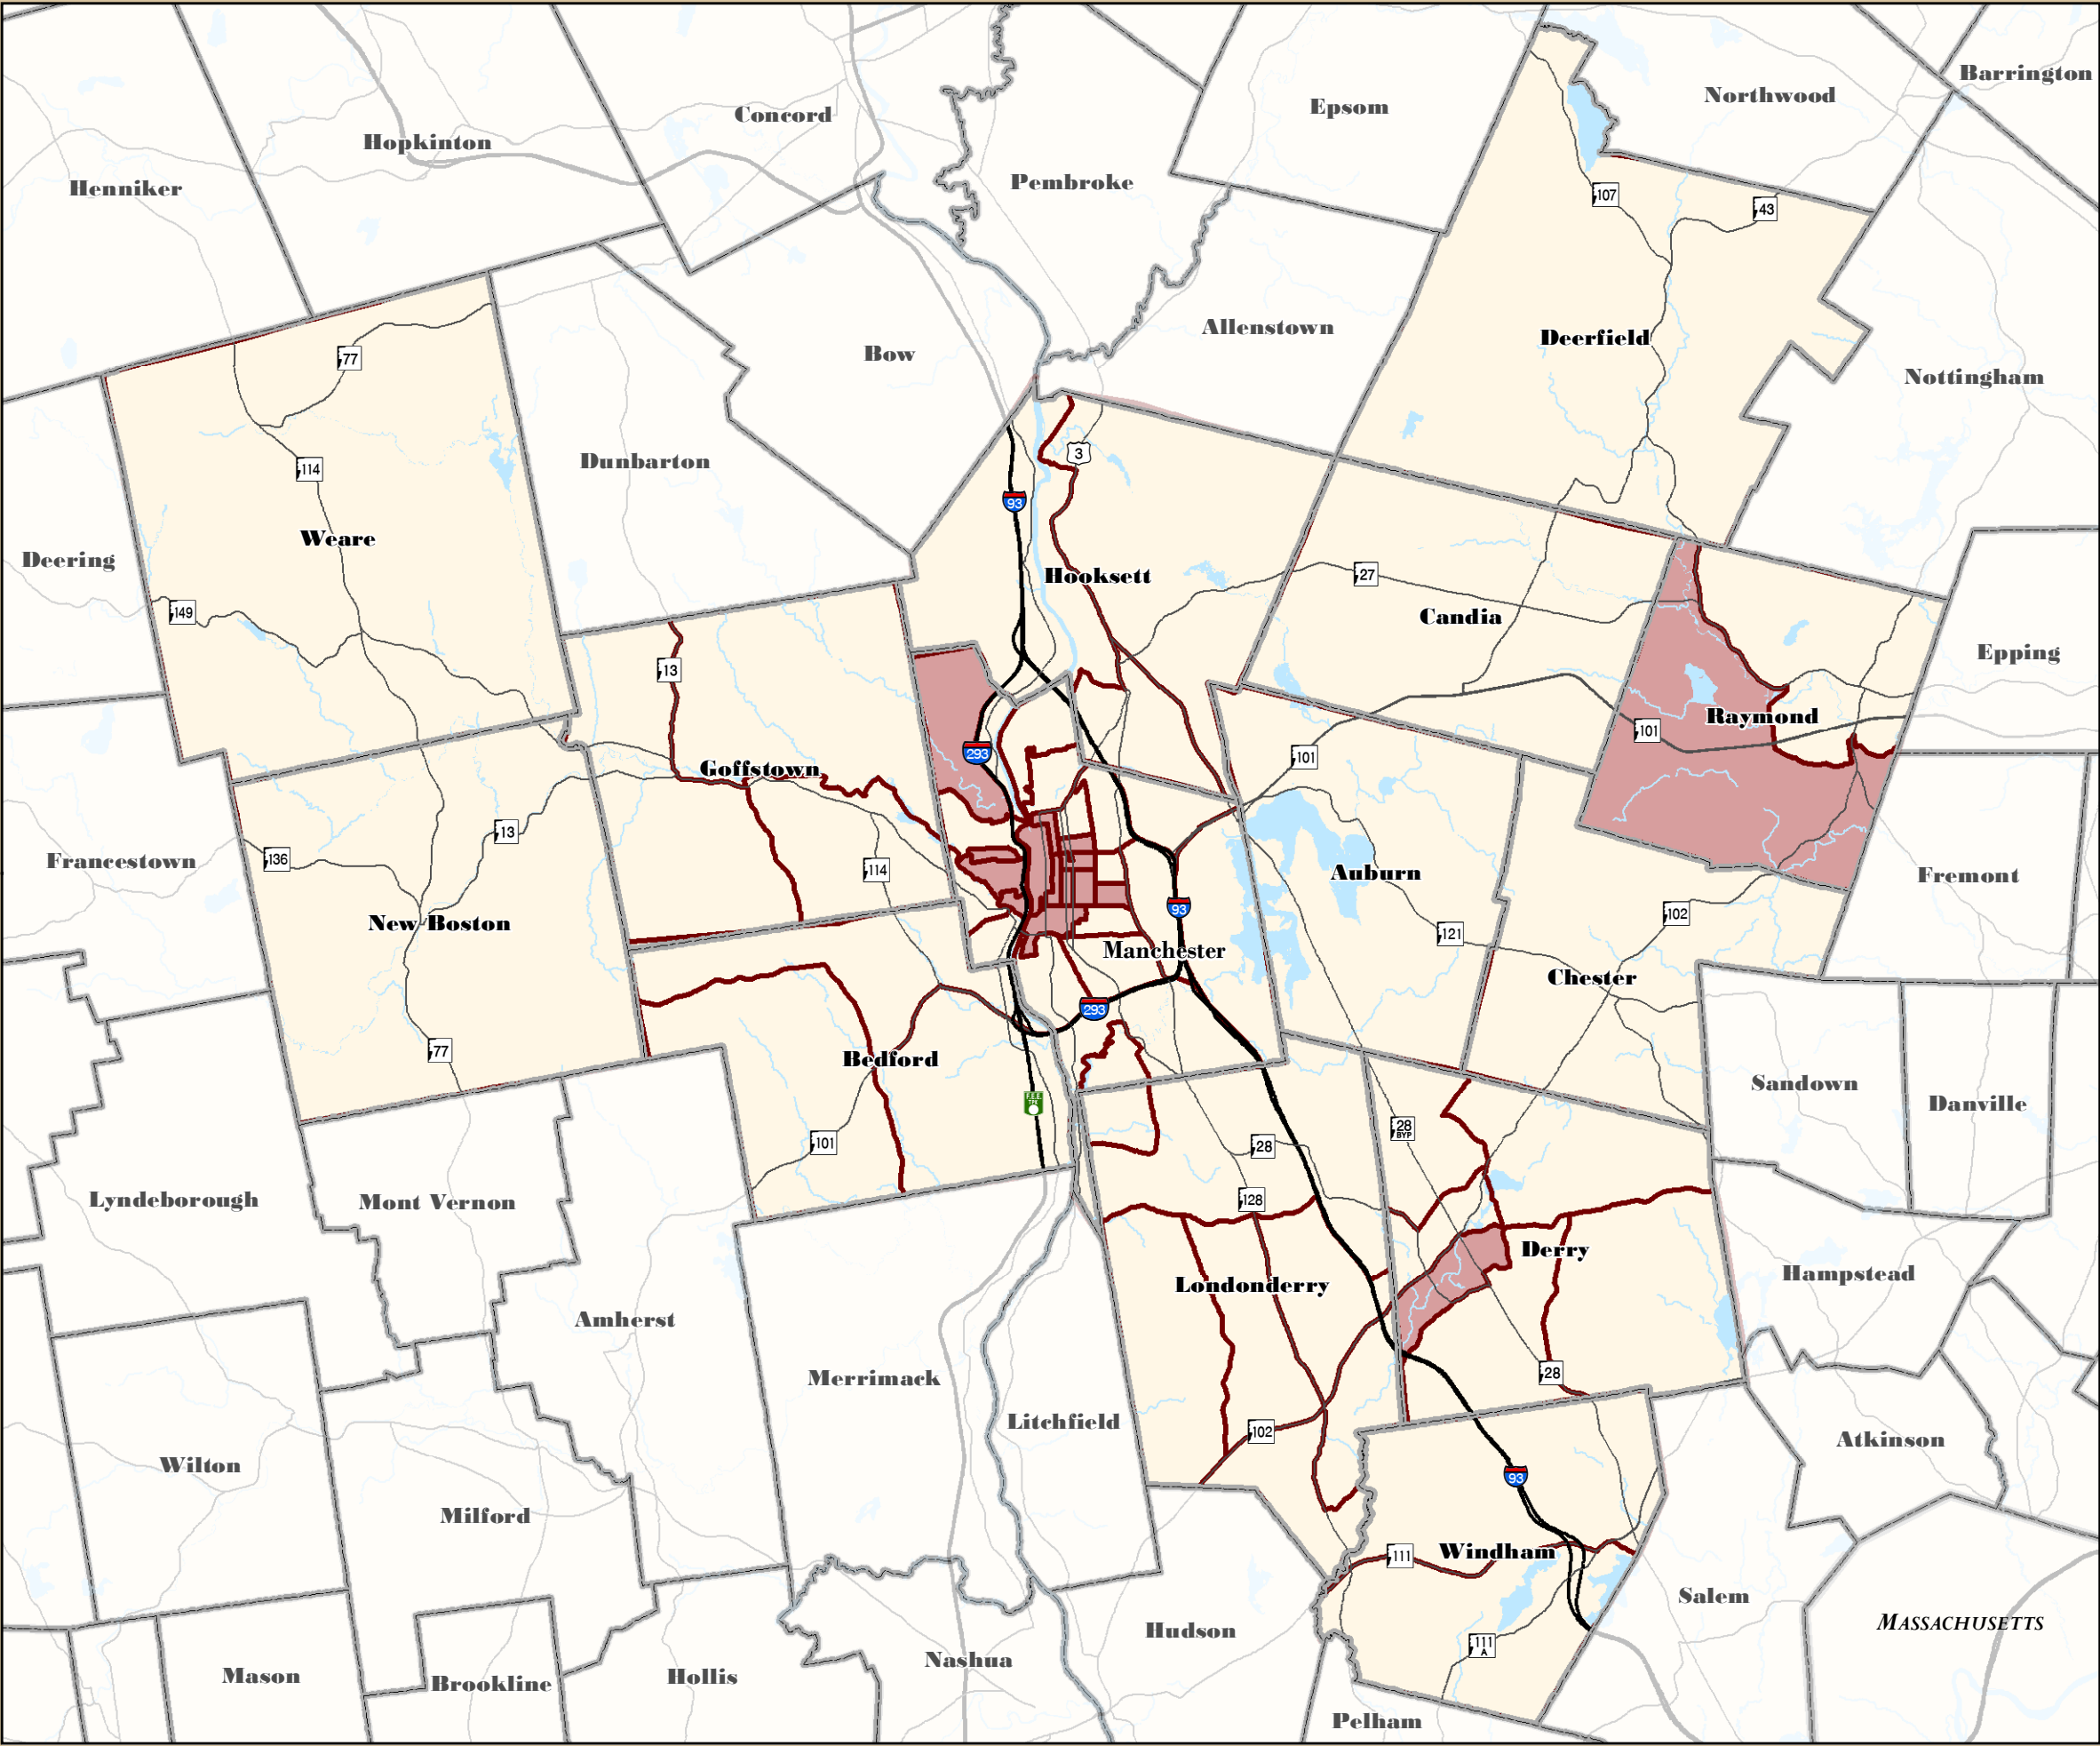 Barrington
Northwood
Epsom
Concord
Hopkinton
Pembroke
Henniker
107
43
Allenstown
Deerfield
Bow
77
Nottingham
3
Dunbarton
114
93
Weare
Deering
Hooksett
27
149
Candia
Epping
13
Raymond
101
293
101
Goffstown
13
136
Francestown
114
Auburn
Fremont
93
102
New Boston
121
Manchester
Chester
293
77
Bedford
Sandown
F.E.E.
TPK
Danville
28
BYP
101
28
Lyndeborough
Mont Vernon
128
Derry
Hampstead
Londonderry
Amherst
28
Merrimack
Litchfield
102
Atkinson
Wilton
93
Milford
111
Windham
Salem
MASSACHUSETTS
Hudson
111
A
Nashua
Mason
Hollis
Brookline
Pelham